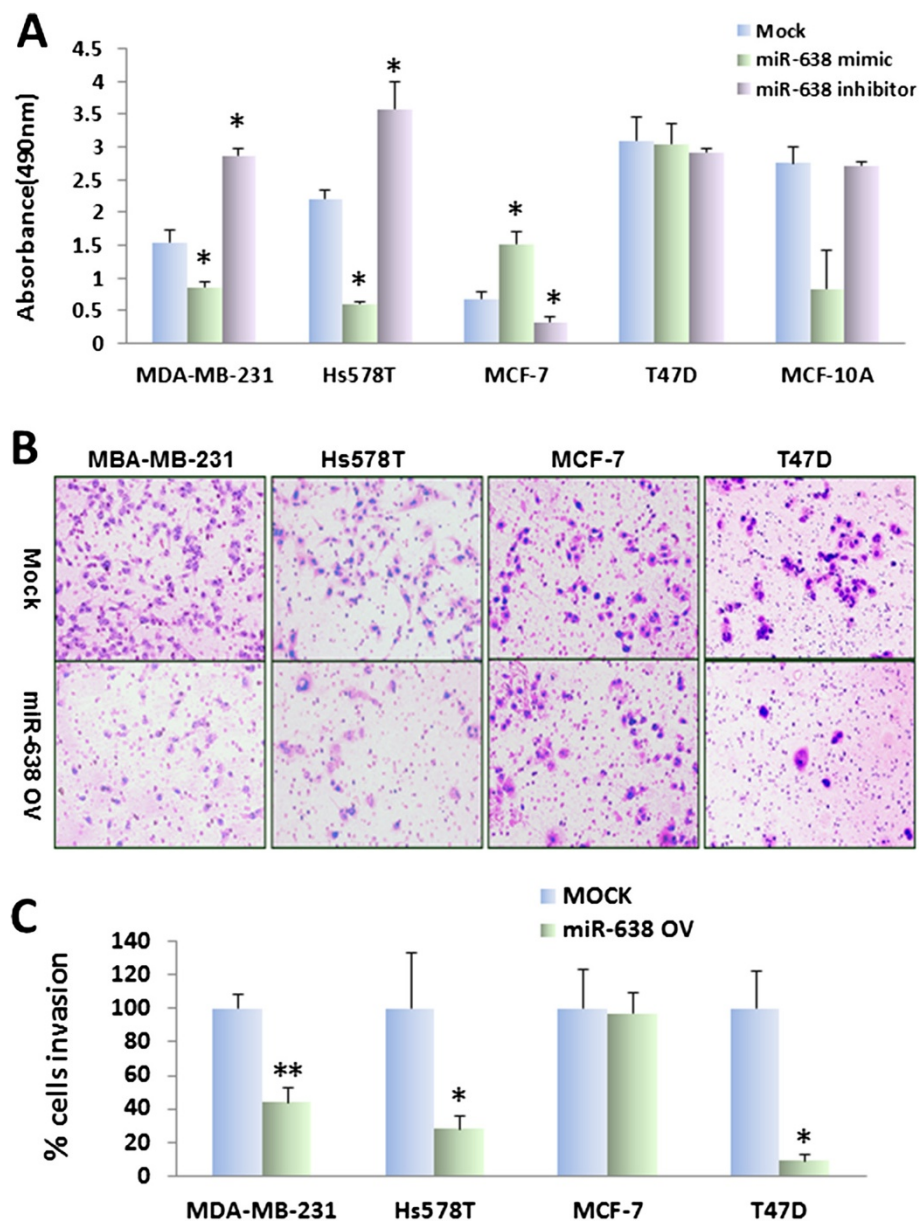 A
Mock
miR-638 mimic
miR-638 inhibitor
Absorbance(490nm)
4.5
4
3.5
3
2.5
2
1.5
1
0.5
0
* * * * * *
MDA-MB-231 Hs578T MCF-7 T47D MCF-10A
B
MBA-MB-231 Hs578T MCF-7 T47D
Mock
miR-638 OV
C
MOCK
miR-638 OV
% cells invasion
140
120
100
80
60
40
20
0
** * *
MDA-MB-231 Hs578T MCF-7 T47D